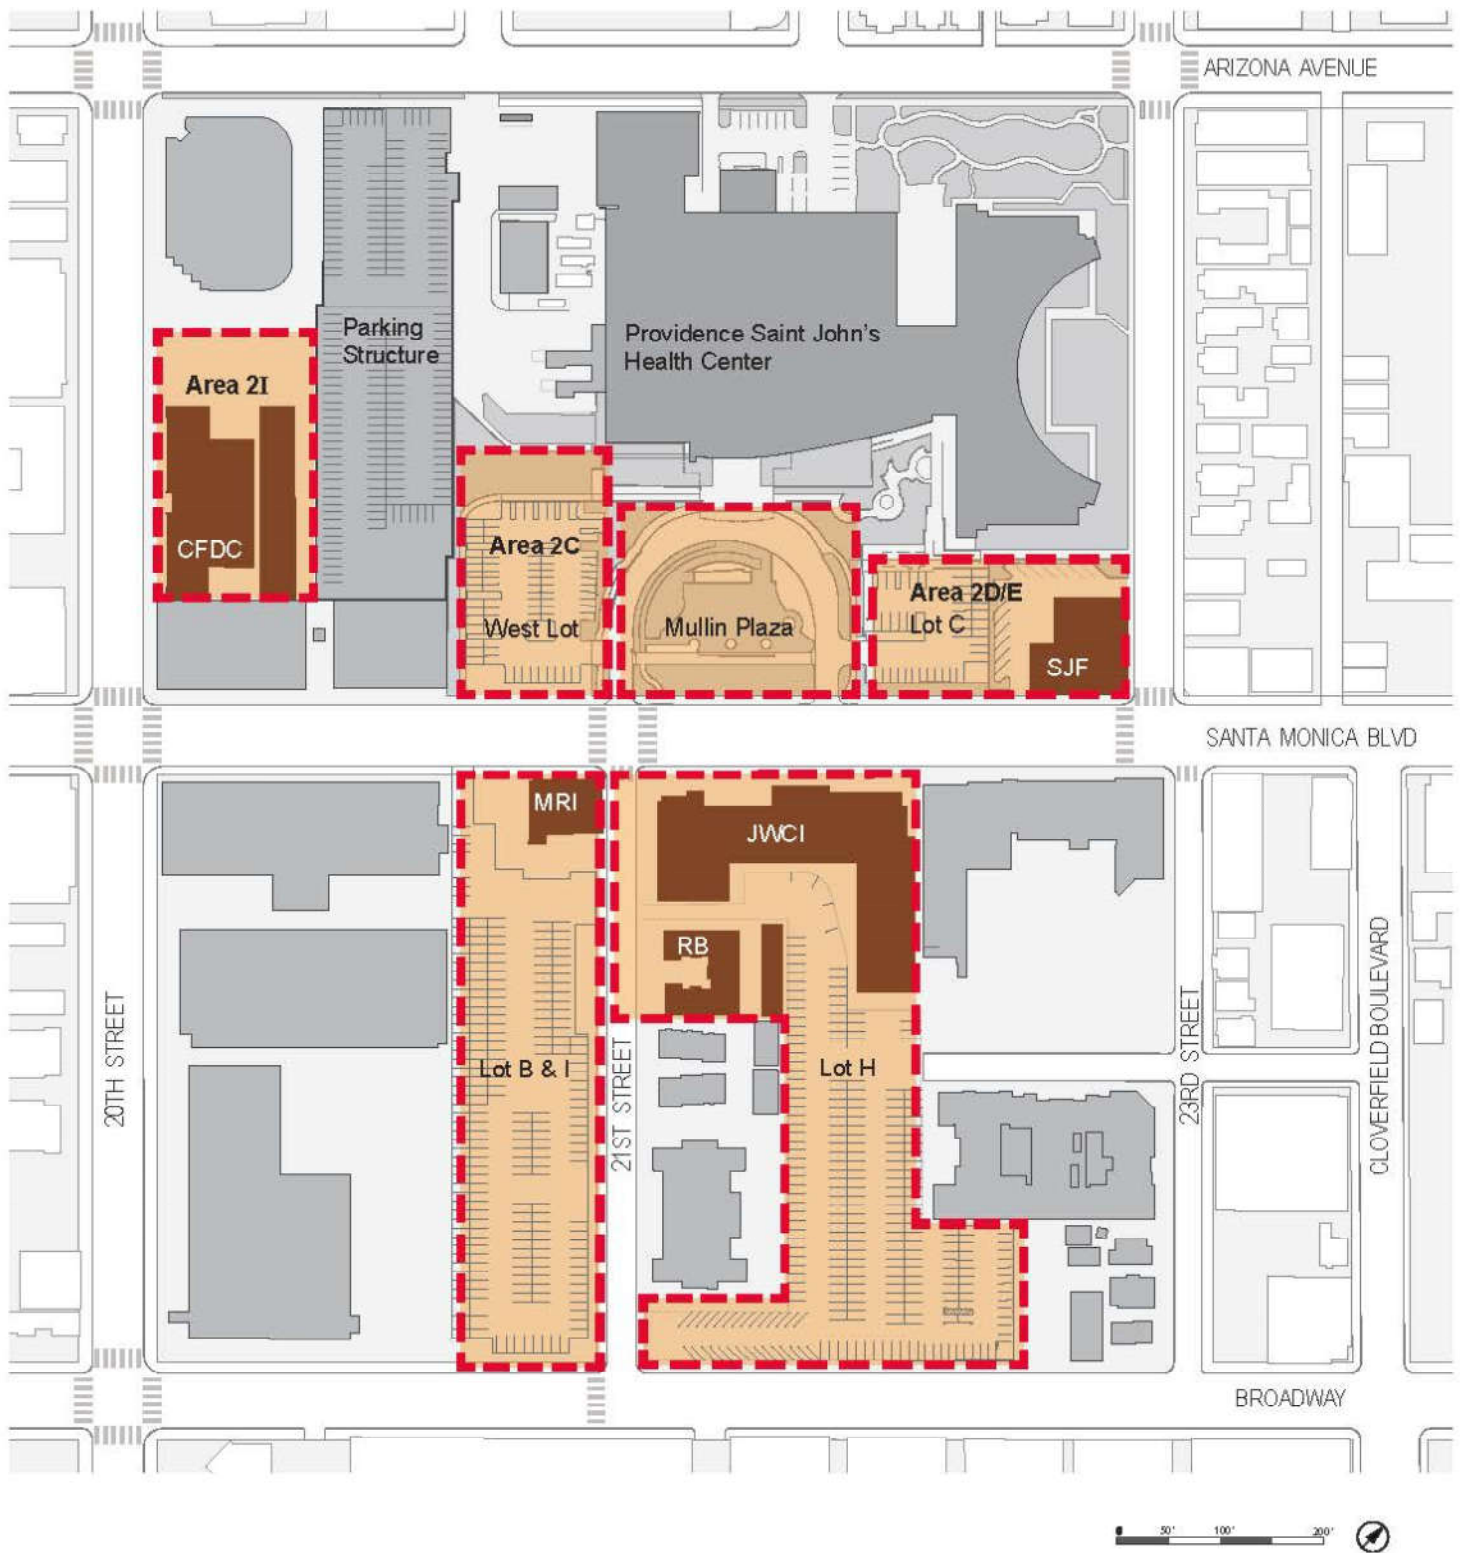 ARIZONA AVENUE
Parking
Structure
Providence Saint John's
Health Center
Area 2I
CFDC
Area 2C
West Lot
Mullin Plaza
Area 2D/E
Lot C
SJF
SANTA MONICA BLVD
MRI
JWCI
RB
Lot B & I
Lot H
20TH STREET
21ST STREET
23RD STREET
CLOVERFIELD BOULEVARD
BROADWAY
0 50' 100' 200'